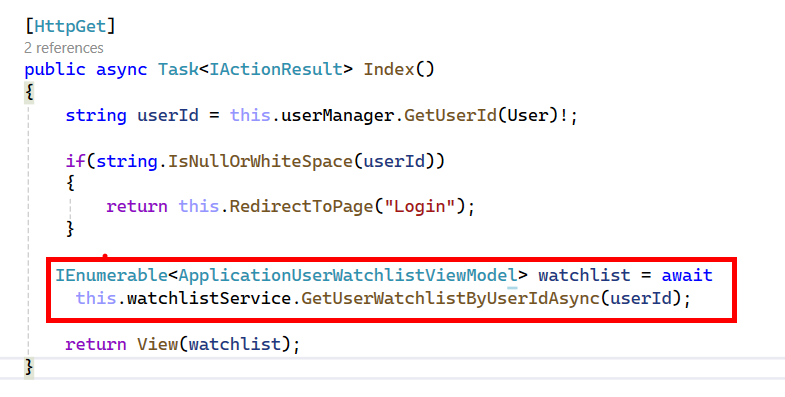 [HttpGet]
2 references
public async Task<IActionResult> Index()
{
string userId = this.userManager.GetUserId(User)!;
if(string.IsNullOrWhiteSpace(userId))
{
return this.RedirectToPage("Login");
}
IEnumerable<ApplicationUserWatchlistViewModel> watchlist = await
this.watchlistService.GetUserWatchlistByUserIdAsync(userId);
return View(watchlist);
}